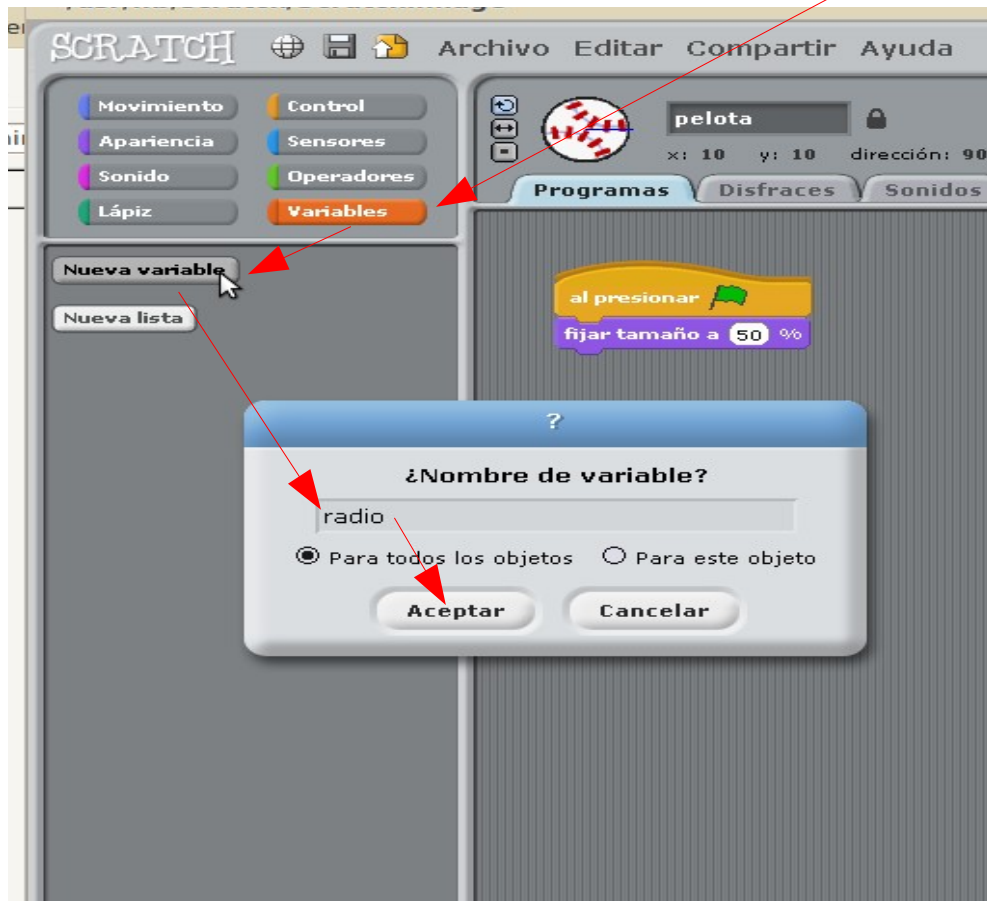 SCRATCH Archivo Editar Compartir Ayuda
Movimiento Control
Apariencia Sensores
Sonido Operadores
Lápiz Variables
pelota
x: 10 y: 10 dirección: 90
Programas Disfraces Sonidos
Nueva variable
Nueva lista
al presionar
fijar tamaño a 50 %
?
¿Nombre de variable?
radio
Para todos los objetos Para este objeto
Aceptar Cancelar